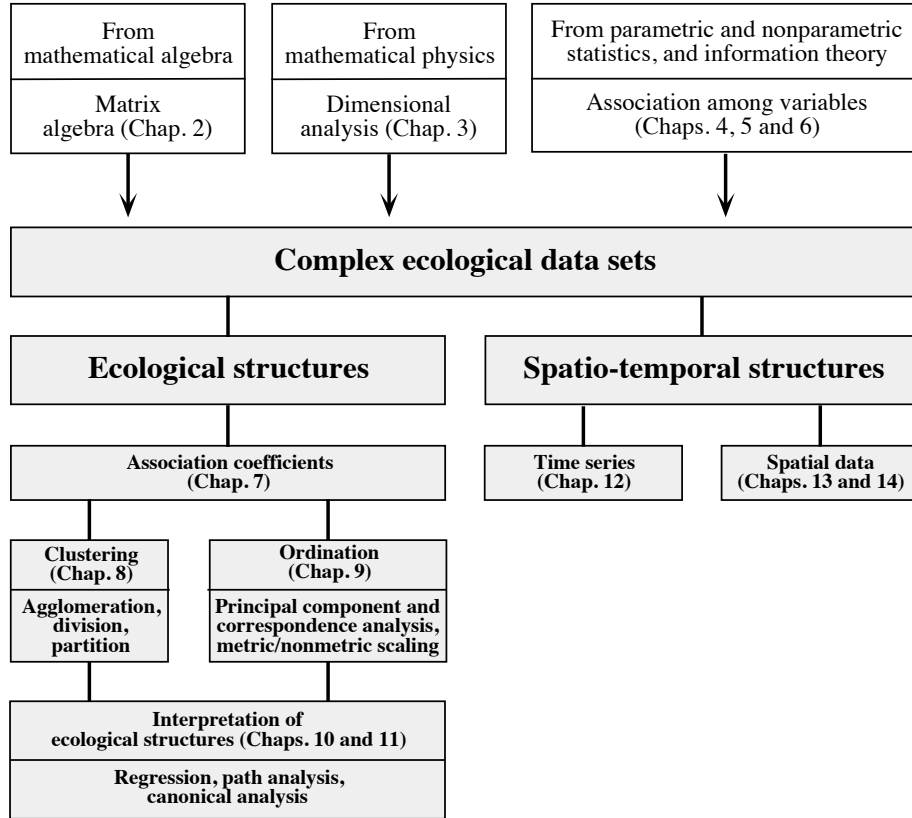 From
mathematical algebra
Matrix
algebra (Chap. 2)
From
mathematical physics
Dimensional
analysis (Chap. 3)
From parametric and nonparametric
statistics, and information theory
Association among variables
(Chaps. 4, 5 and 6)
Complex ecological data sets
Ecological structures
Spatio-temporal structures
Association coefficients
(Chap. 7)
Time series
(Chap. 12)
Spatial data
(Chaps. 13 and 14)
Clustering
(Chap. 8)
Agglomeration,
division,
partition
Ordination
(Chap. 9)
Principal component and
correspondence analysis,
metric/nonmetric scaling
Interpretation of
ecological structures (Chaps. 10 and 11)
Regression, path analysis,
canonical analysis